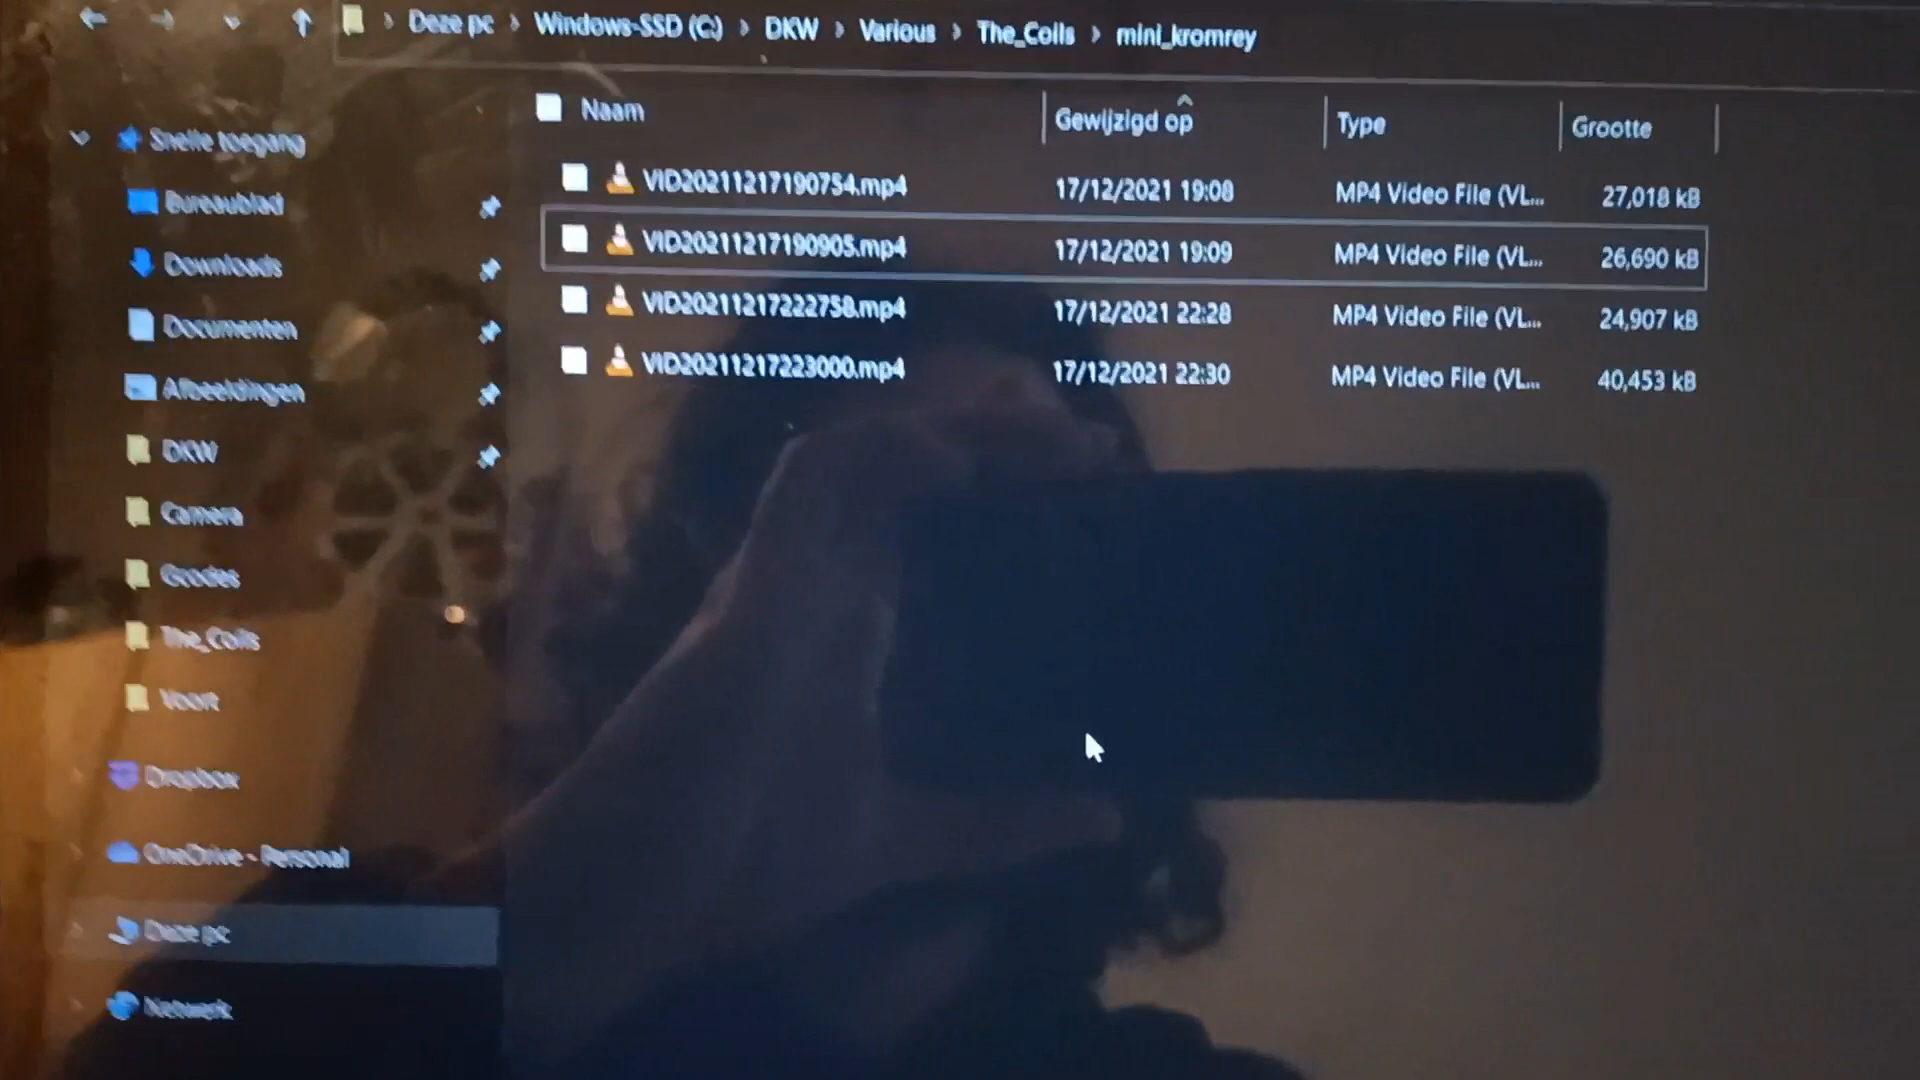 Deze pc › Windows-SSD (C:) › DKW › Various › The_Coils › mini_kromrey
Naam Gewijzigd op Type Grootte
VID20211217190754.mp4 17/12/2021 19:08 MP4 Video File (VL... 27,018 kB
VID20211217190905.mp4 17/12/2021 19:09 MP4 Video File (VL... 26,690 kB
VID20211217222758.mp4 17/12/2021 22:28 MP4 Video File (VL... 24,907 kB
VID20211217223000.mp4 17/12/2021 22:30 MP4 Video File (VL... 40,453 kB
Snelle toegang
Bureaublad
Downloads
Documenten
Afbeeldingen
DKW
Camera
Gcodes
The_Coils
Voort
Dropbox
OneDrive - Personal
Deze pc
Netwerk